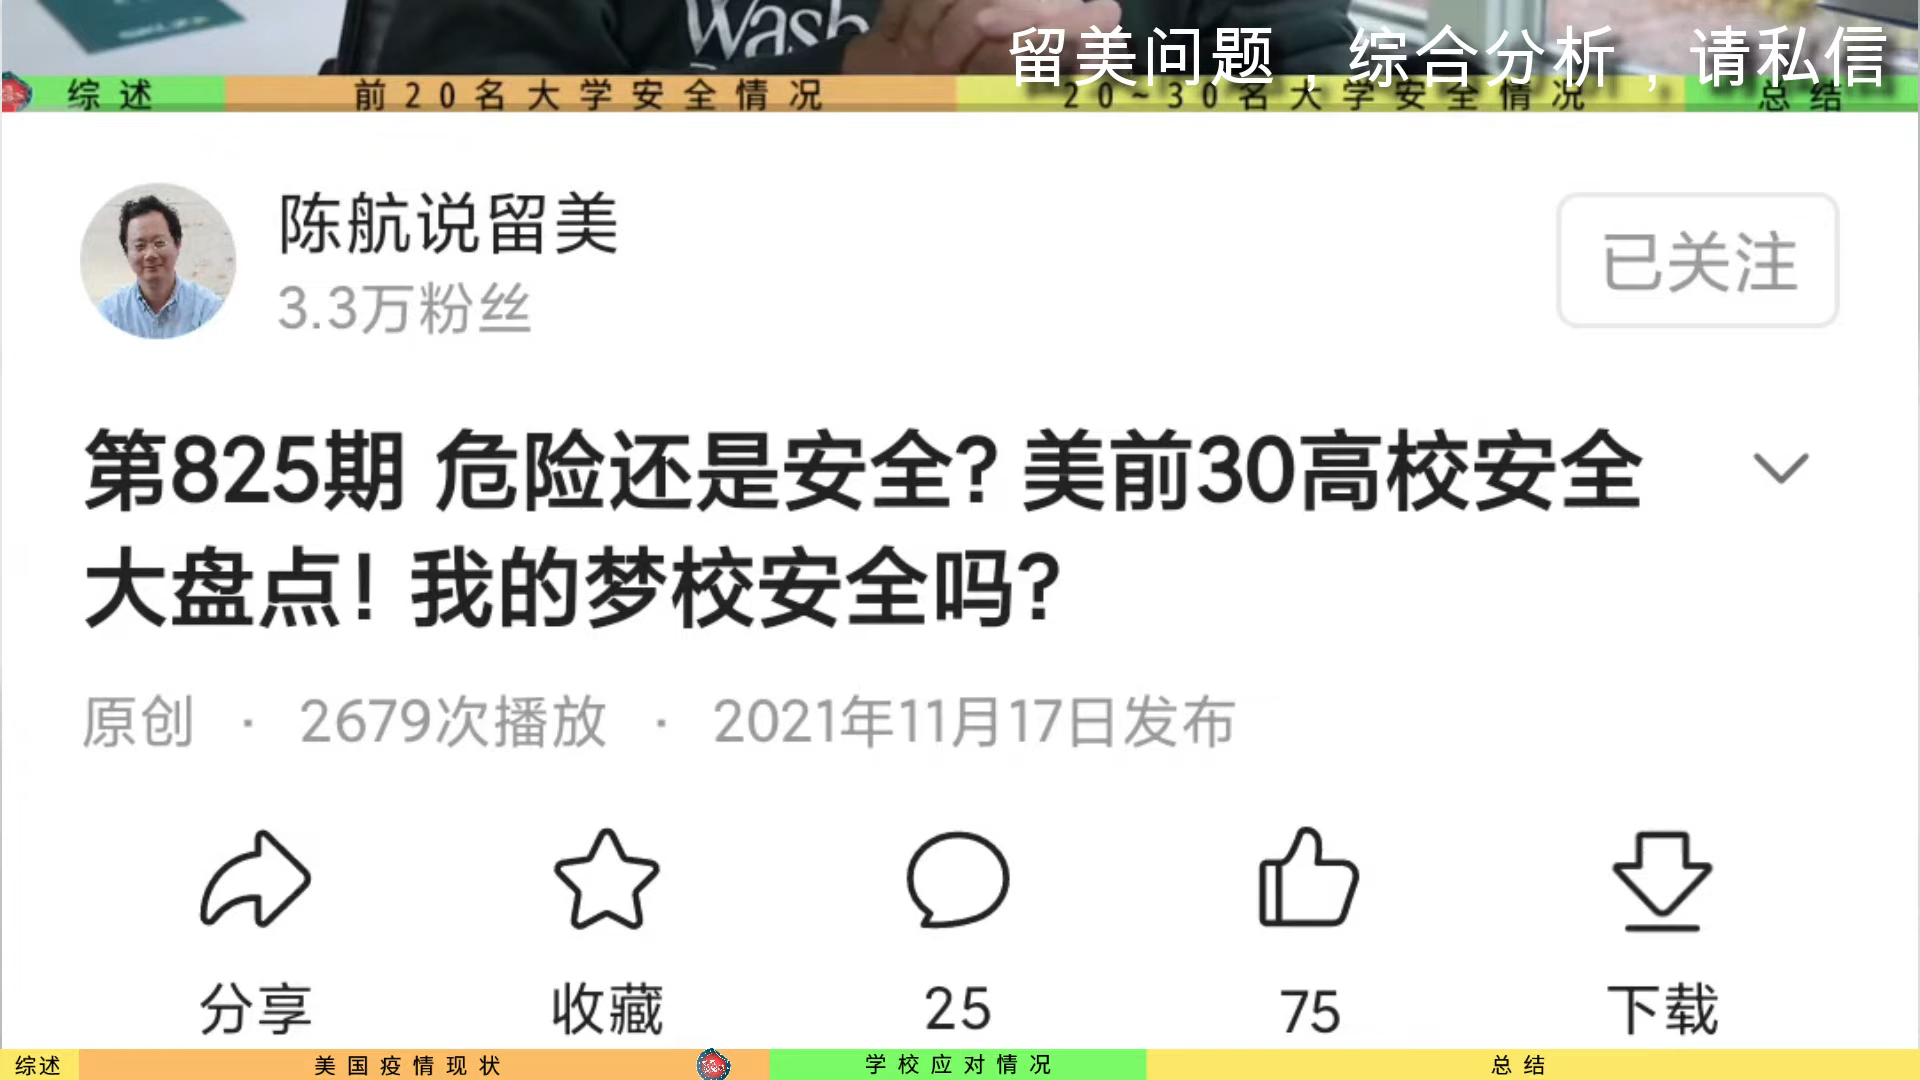 Wash
留美问题，综合分析，请私信
综述 前20名大学安全情况 20~30名大学安全情况 总结
陈航说留美
3.3万粉丝
已关注
第825期 危险还是安全? 美前30高校安全
大盘点! 我的梦校安全吗?
原创 · 2679次播放 · 2021年11月17日发布
分享 收藏 25 75 下载
综述 美国疫情现状 学校应对情况 总结